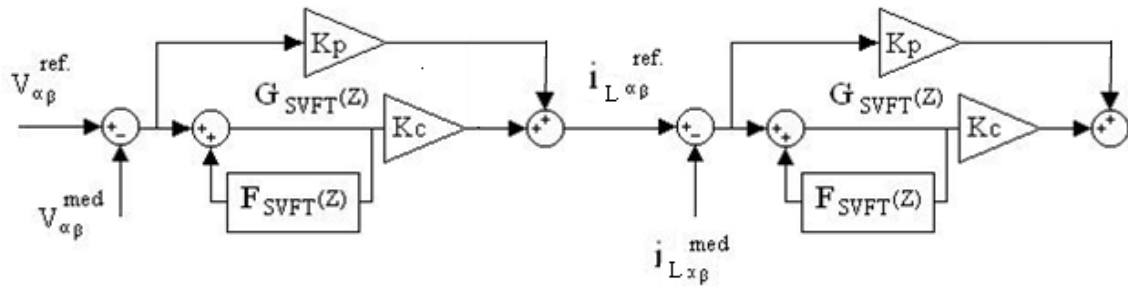 Kp
V αβ ref.
G SVFT(Z)
Kc
F SVFT(Z)
V αβ med
i L αβ ref.
Kp
G SVFT(Z)
Kc
F SVFT(Z)
i L αβ med